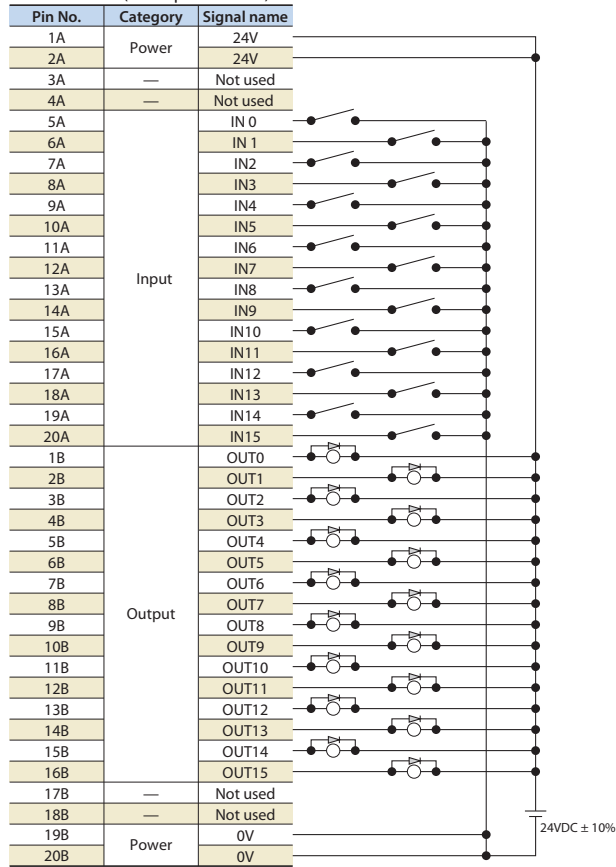 Pin No. Category Signal name
1A Power 24V
2A 24V
3A — Not used
4A — Not used
5A Input IN 0
6A IN 1
7A IN2
8A IN3
9A IN4
10A IN5
11A IN6
12A IN7
13A IN8
14A IN9
15A IN10
16A IN11
17A IN12
18A IN13
19A IN14
20A IN15
1B Output OUT0
2B OUT1
3B OUT2
4B OUT3
5B OUT4
6B OUT5
7B OUT6
8B OUT7
9B OUT8
10B OUT9
11B OUT10
12B OUT11
13B OUT12
14B OUT13
15B OUT14
16B OUT15
17B — Not used
18B — Not used
19B Power 0V
20B 0V
24VDC ± 10%